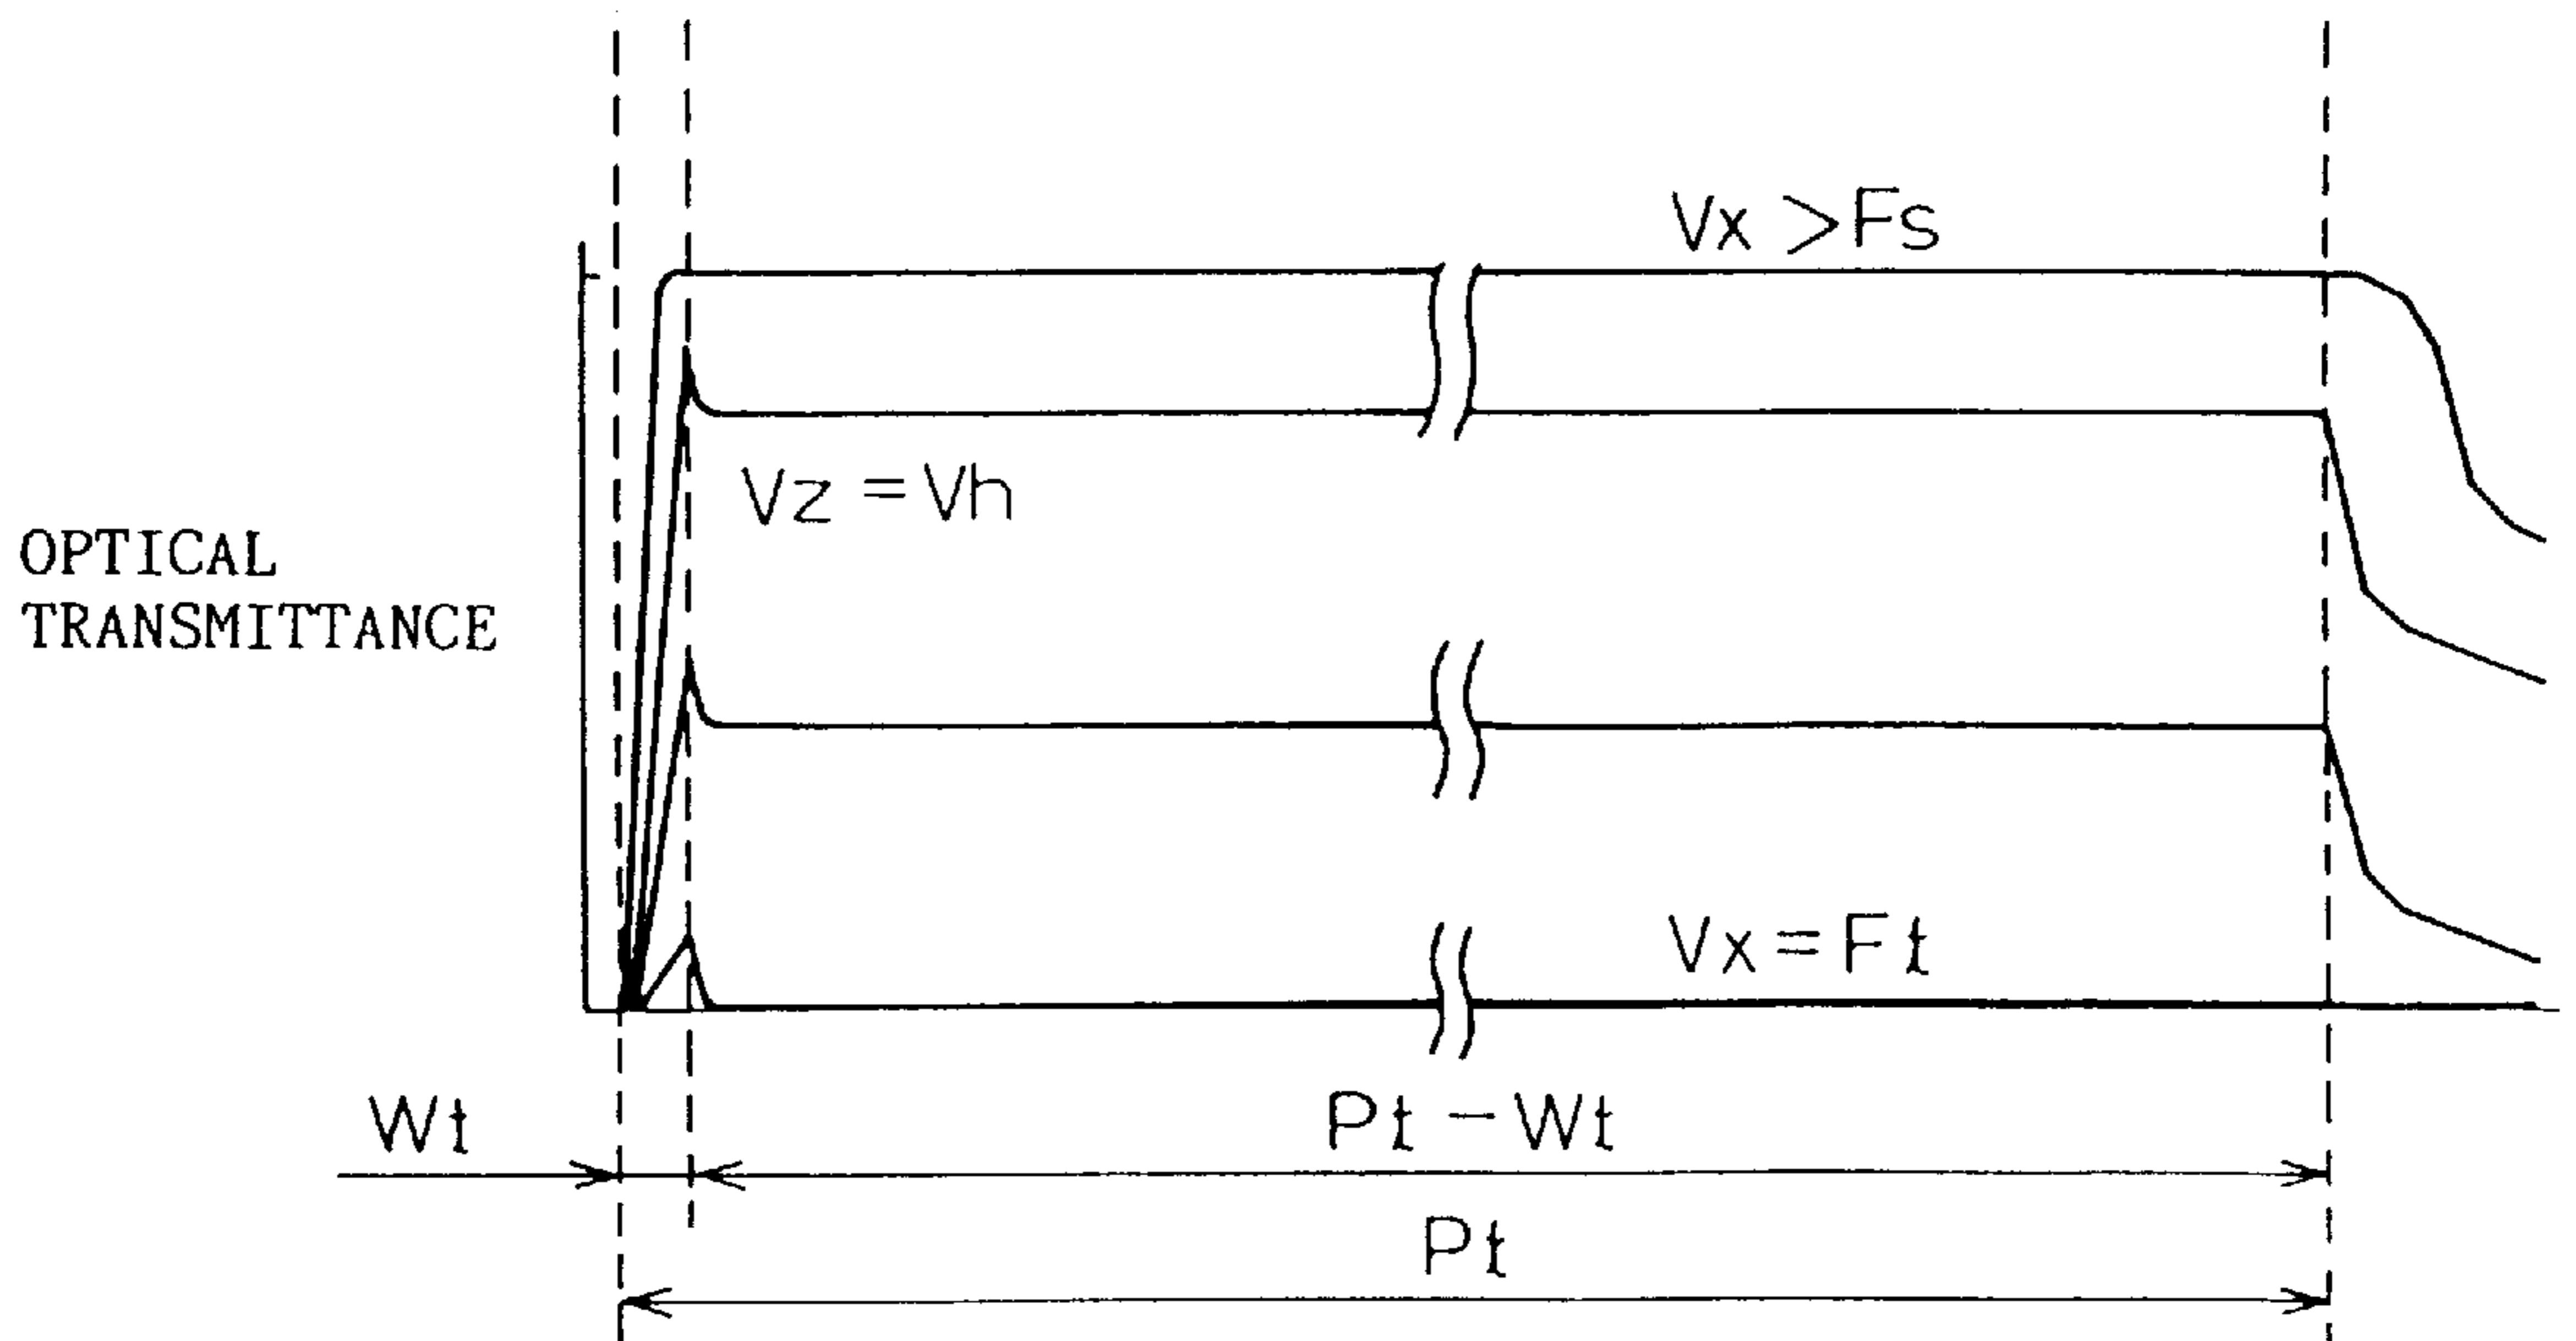 Vx >Fs
Vz = Vh
OPTICAL
TRANSMITTANCE
Vx = Ft
Wt
Pt - Wt
Pt